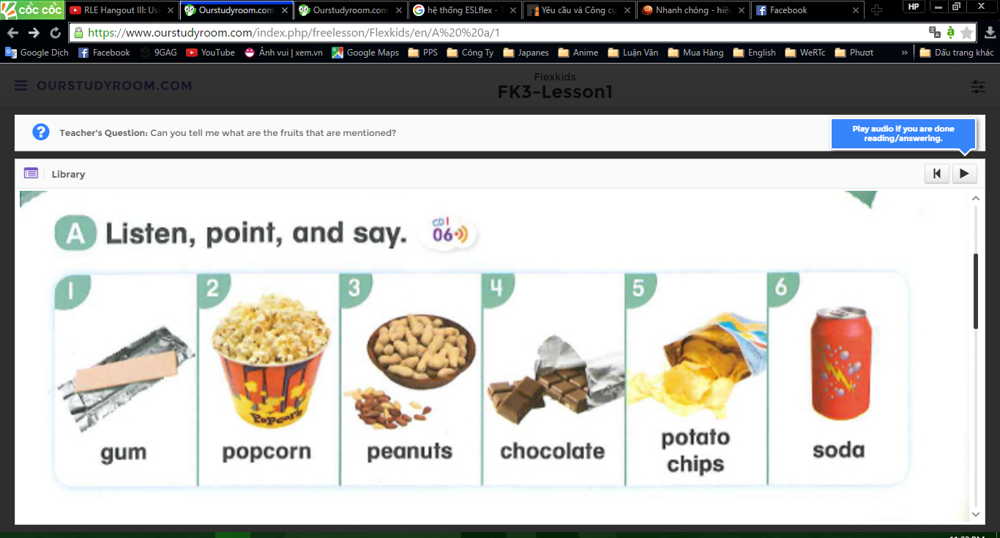 cốc cốc
RLE Hangout III: Usi
Ourstudyroom.com
Ourstudyroom.com
hệ thống ESLflex - T
Yêu cầu và Công cụ
Nhanh chóng - hiệu
Facebook
HP
https://www.ourstudyroom.com/index.php/freelesson/Flexkids/en/A%20%20a/1
Google Dịch
Facebook
9GAG
YouTube
Ảnh vui | xem.vn
Google Maps
PPS
Công Ty
Japanes
Anime
Luận Văn
Mua Hàng
English
WeRTc
Phươt
»
Dấu trang khác
OURSTUDYROOM.COM
Flexkids
FK3-Lesson1
Teacher's Question: Can you tell me what are the fruits that are mentioned?
Play audio if you are done
reading/answering.
Library
A Listen, point, and say.
CD 1
06
1
2
3
4
5
6
Popcorn
gum
popcorn
peanuts
chocolate
potato
chips
soda